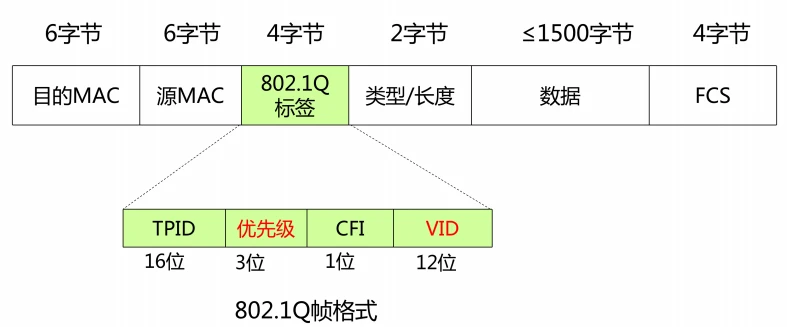 6字节 6字节 4字节 2字节 ≤1500字节 4字节
目的MAC 源MAC 802.1Q 类型/长度 数据 FCS
标签
TPID 优先级 CFI VID
16位 3位 1位 12位
802.1Q帧格式